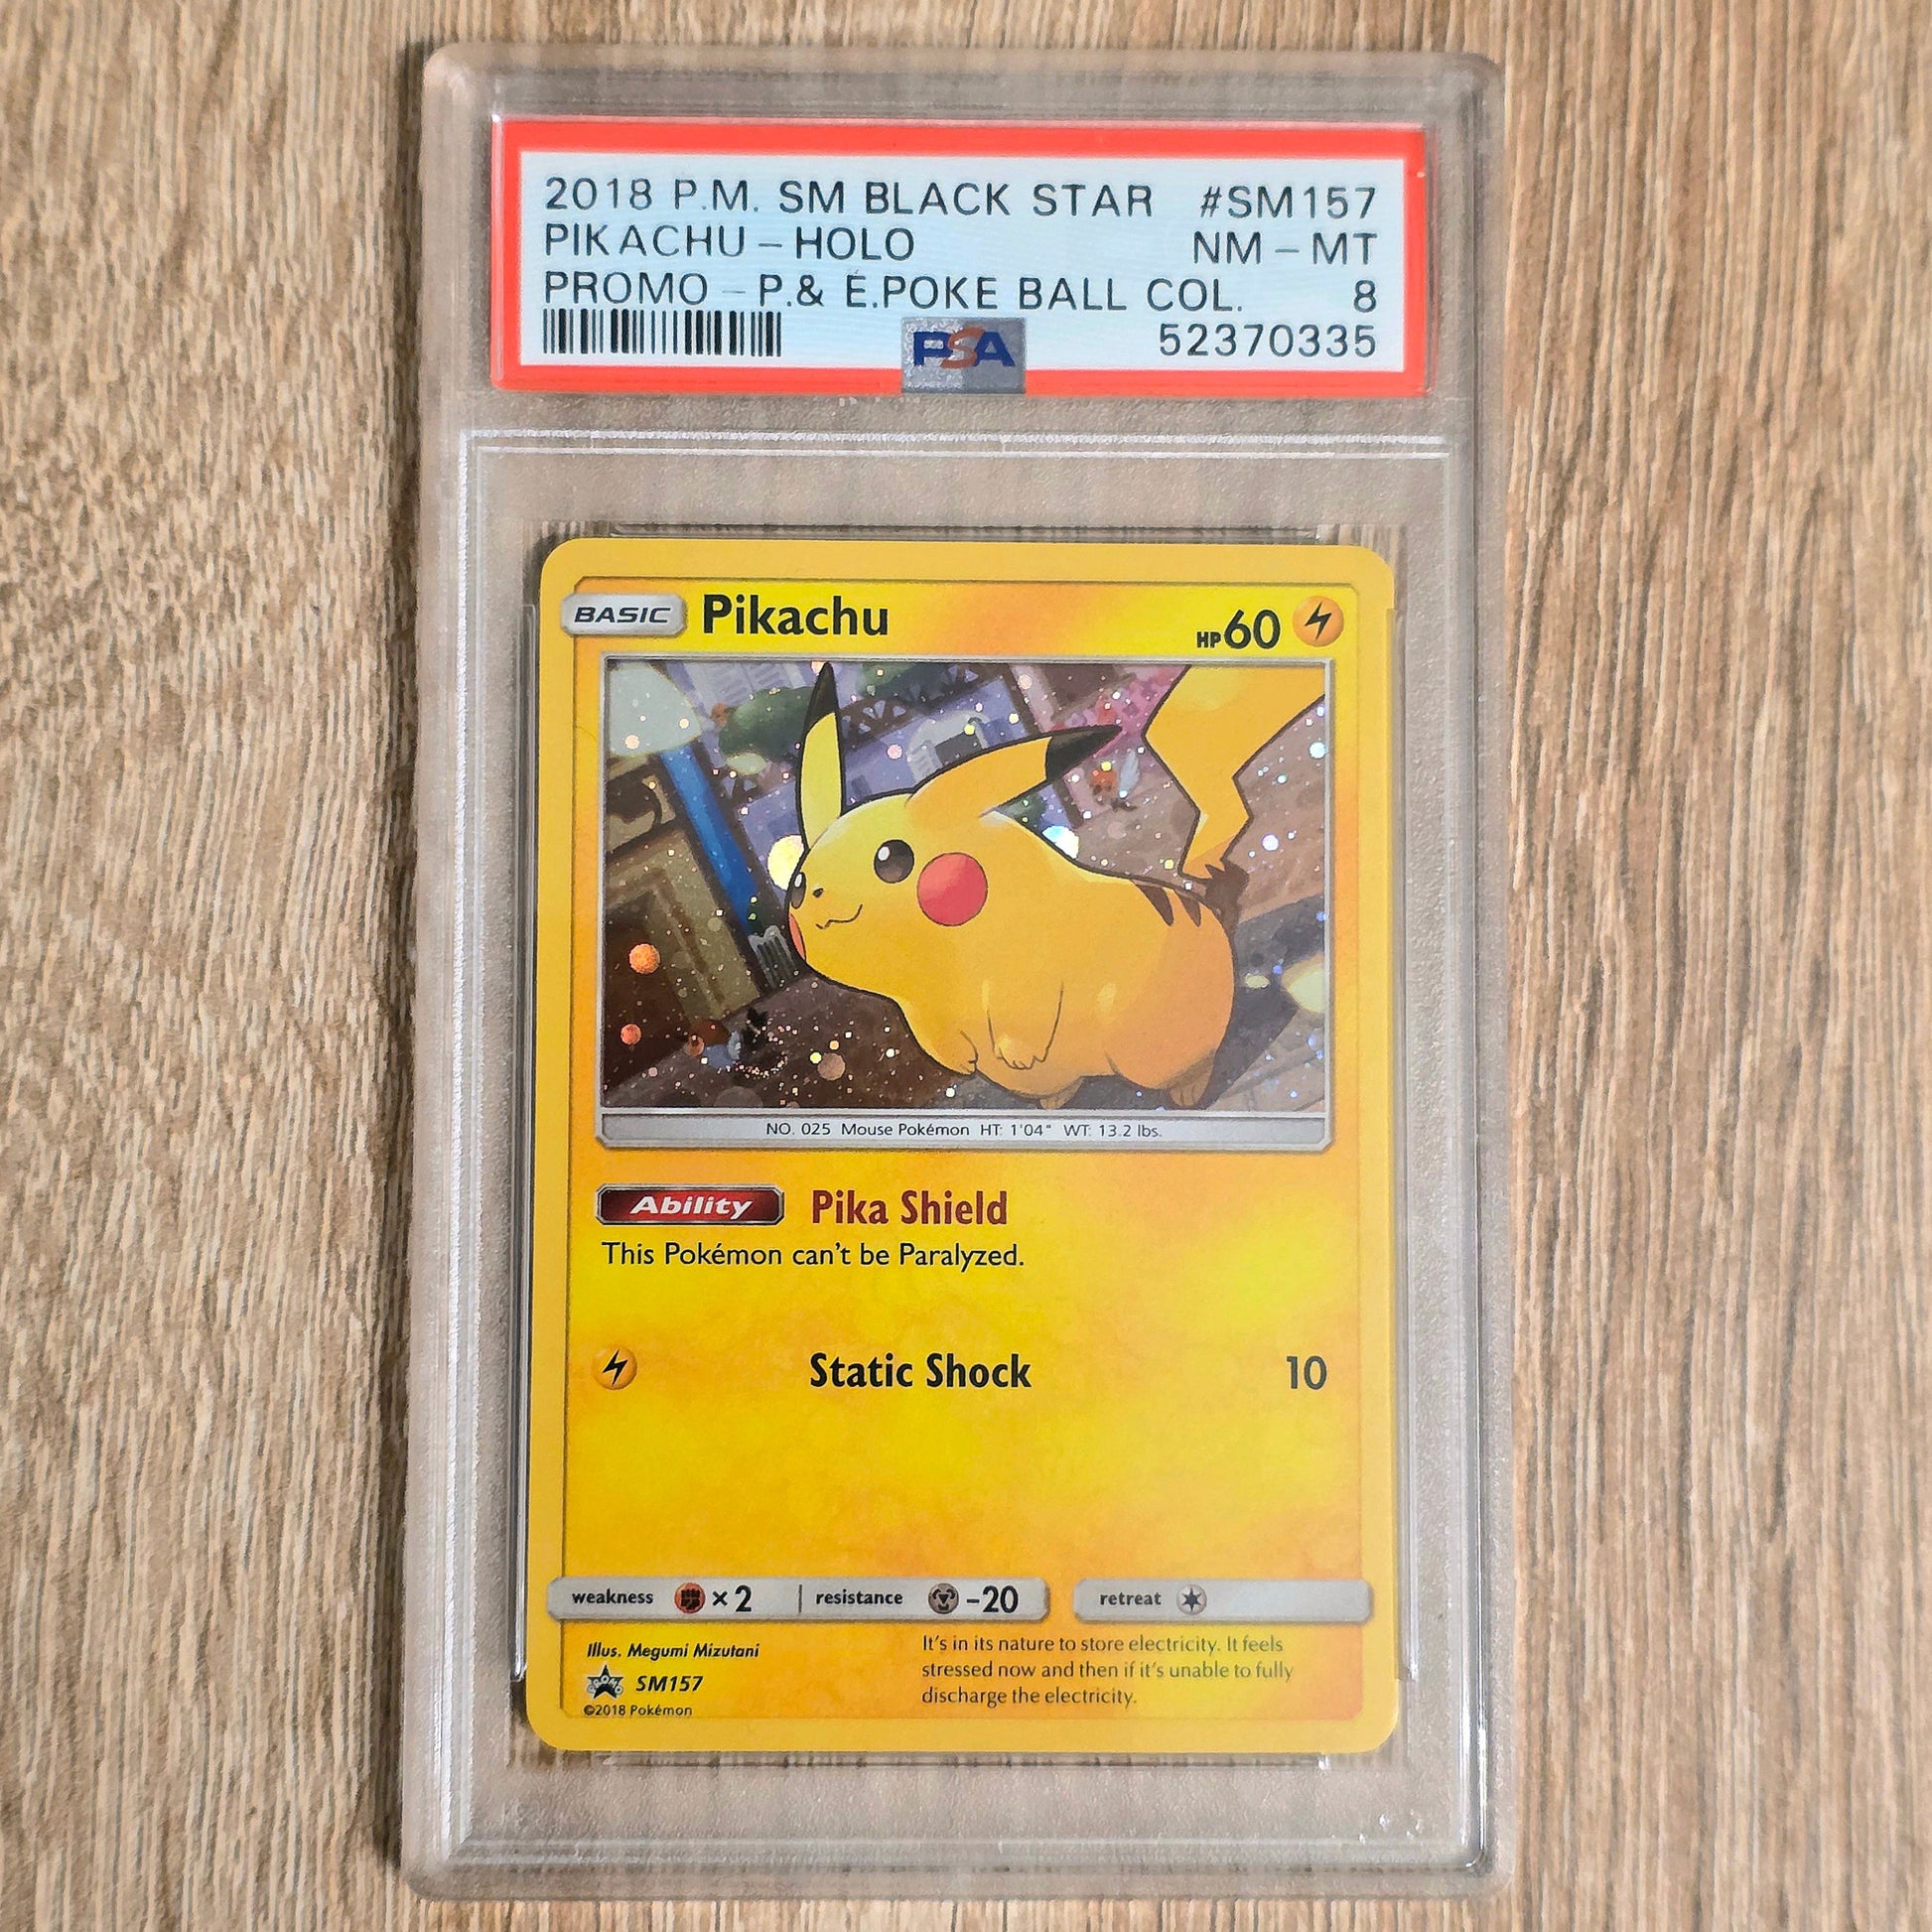 2018 P.M. SM BLACK STAR #SM157
PIKACHU - HOLO NM - MT
PROMO - P.& E.POKE BALL COL. 8
PSA 52370335
BASIC Pikachu HP 60
NO. 025 Mouse Pokémon HT: 1'04" WT: 13.2 lbs.
Ability Pika Shield
This Pokémon can't be Paralyzed.
Static Shock 10
weakness ×2 resistance -20 retreat
Illus. Megumi Mizutani
PROMO SM157
©2018 Pokémon
It's in its nature to store electricity. It feels
stressed now and then if it's unable to fully
discharge the electricity.